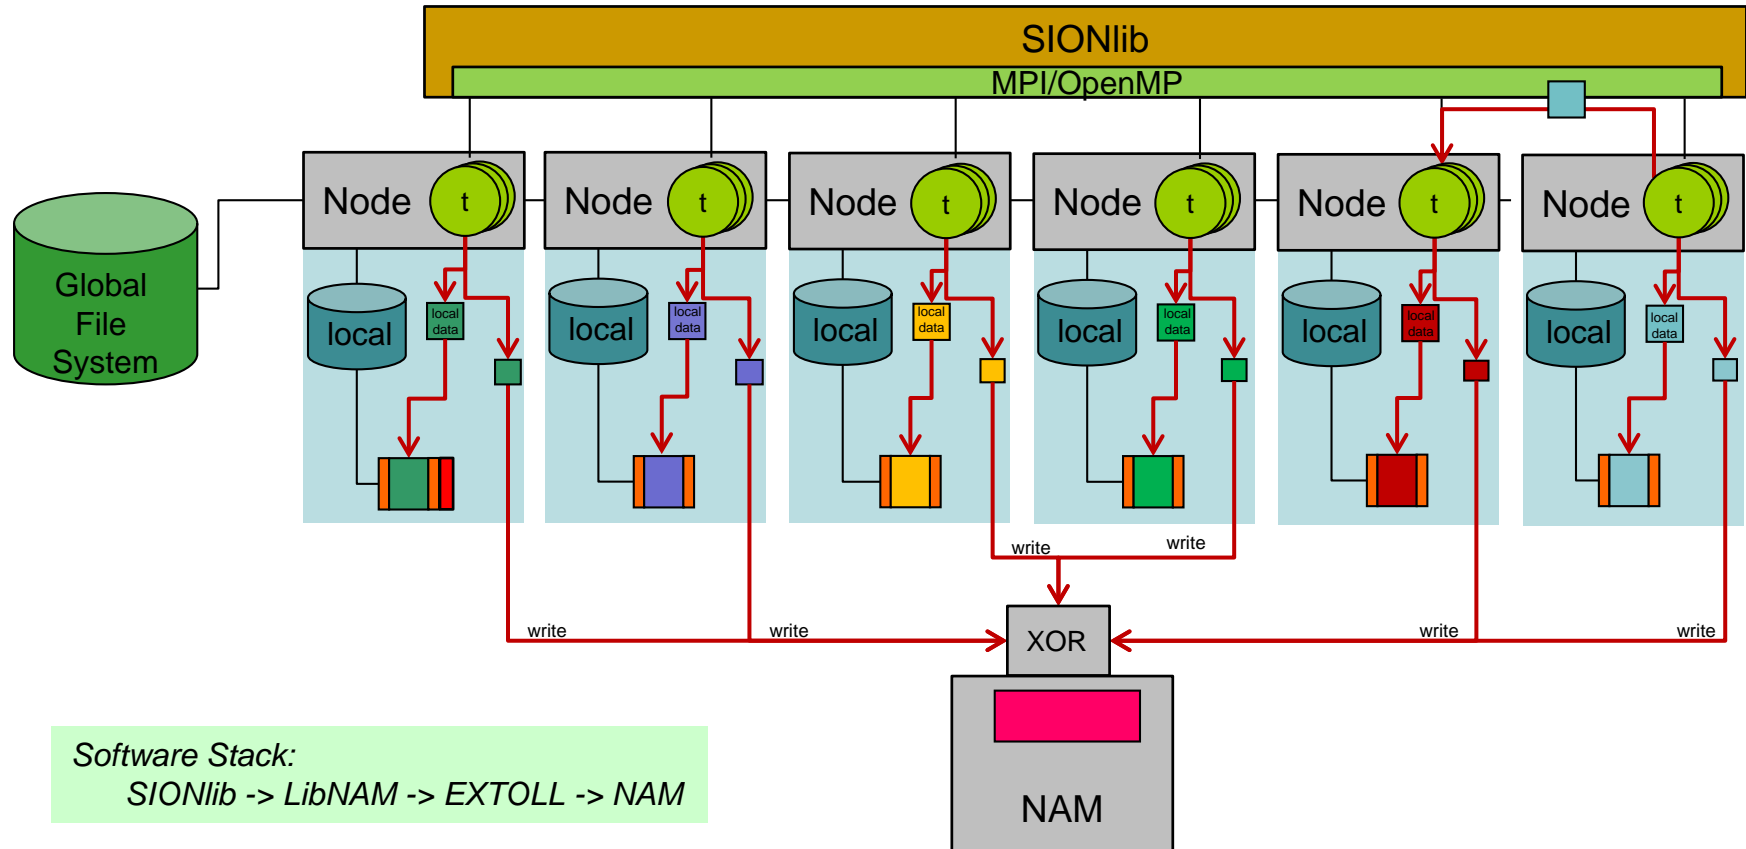 SIONlib
MPI/OpenMP
Node
t
Node
t
Node
t
Node
t
Node
t
Node
t
Global
File
System
local
local
data
local
local
data
local
local
data
local
local
data
local
local
data
local
local
data
write
write
write
write
write
write
XOR
NAM
Software Stack:
SIONlib -> LibNAM -> EXTOLL -> NAM